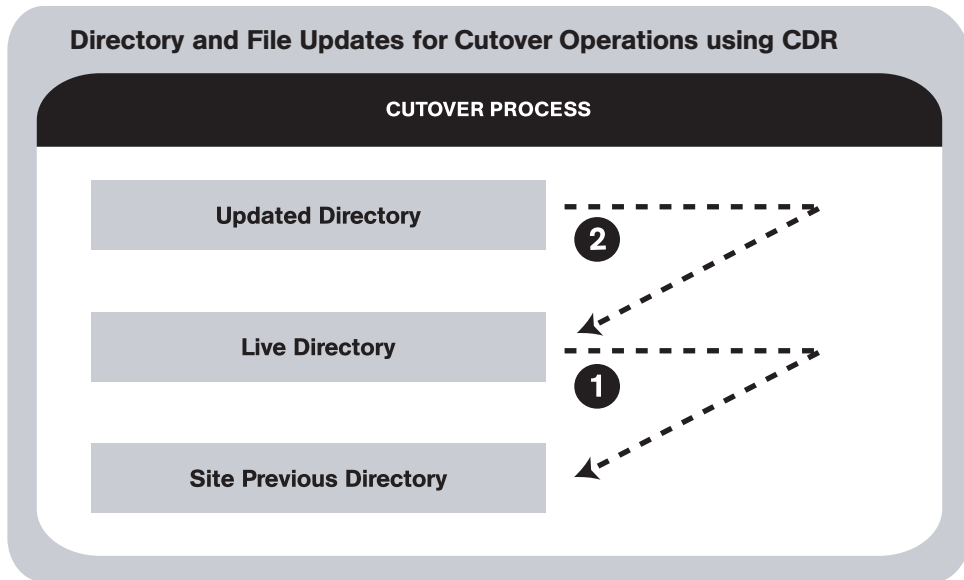 Directory and File Updates for Cutover Operations using CDR
CUTOVER PROCESS
Updated Directory
2
Live Directory
1
Site Previous Directory